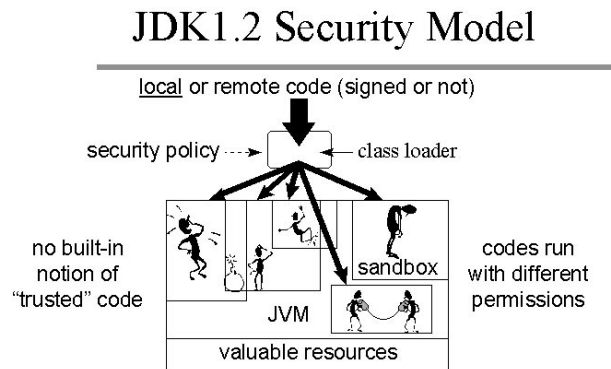 JDK1.2 Security Model
local or remote code (signed or not)
security policy
class loader
no built-in
notion of
“trusted” code
sandbox
JVM
codes run
with different
permissions
valuable resources